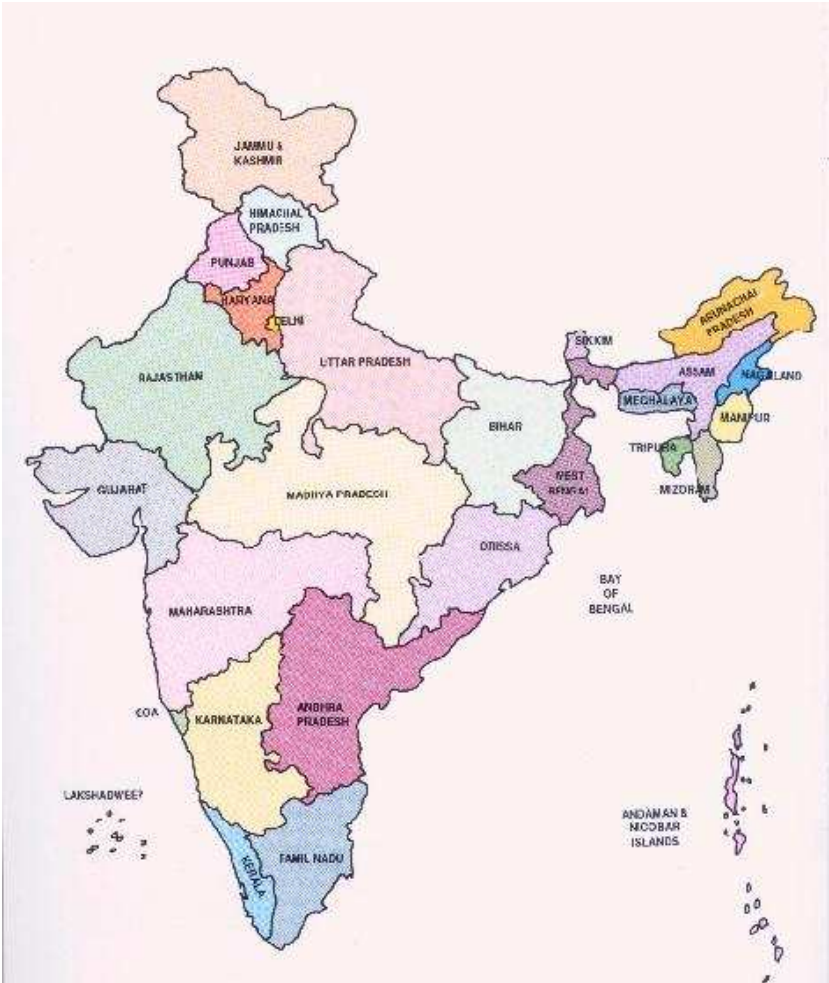 JAMMU &
KASHMIR
HIMACHAL
PRADESH
PUNJAB
HARYANA
DELHI
UTTAR PRADESH
RAJASTHAN
SIKKIM
ARUNACHAL
PRADESH
ASSAM
NAGALAND
MEGHALAYA
MANIPUR
TRIPURA
MIZORAM
BIHAR
WEST
BENGAL
GUJARAT
MADHYA PRADESH
ORISSA
BAY
OF
BENGAL
MAHARASHTRA
GOA
KARNATAKA
ANDHRA
PRADESH
LAKSHADWEEP
ANDAMAN &
NICOBAR
ISLANDS
KERALA
TAMIL NADU